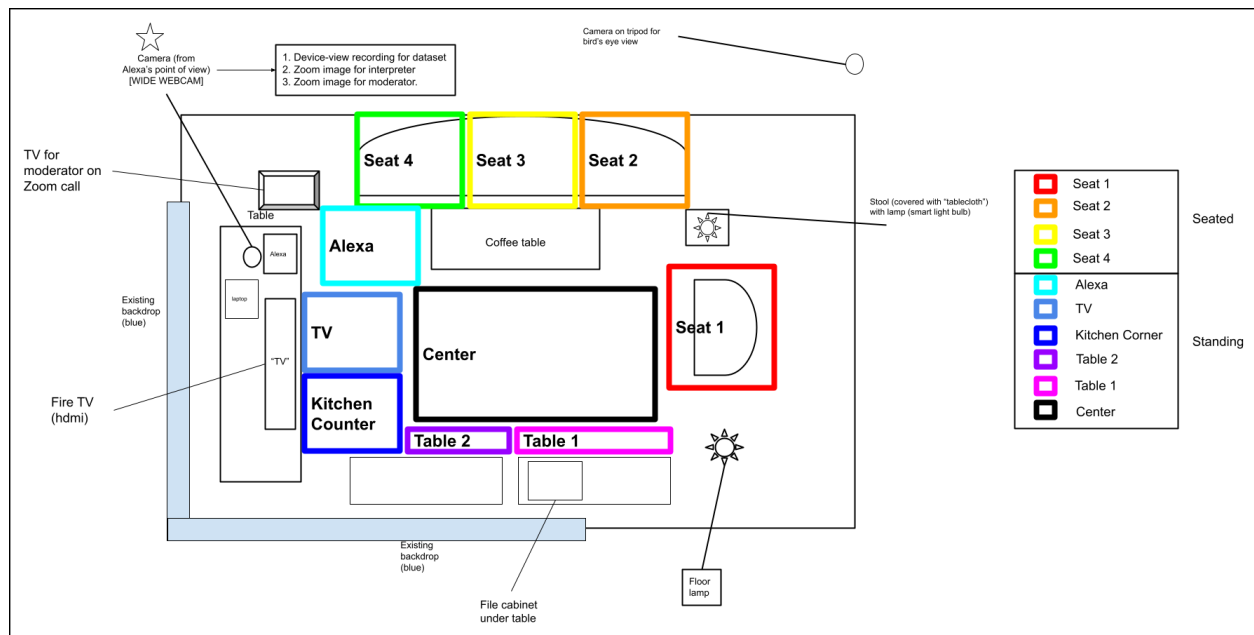 Camera (from
Alexa's point of view)
[WIDE WEBCAM]
1. Device-view recording for dataset
2. Zoom image for interpreter
3. Zoom image for moderator.
Camera on tripod for
bird's eye view
TV for
moderator on
Zoom call
Table
Seat 4
Seat 3
Seat 2
Stool (covered with "tablecloth")
with lamp (smart light bulb)
Alexa
Alexa
Coffee table
laptop
Existing
backdrop
(blue)
"TV"
TV
Center
Seat 1
Fire TV
(hdmi)
Kitchen
Counter
Table 2
Table 1
Existing
backdrop
(blue)
File cabinet
under table
Floor
lamp
Seat 1
Seat 2
Seat 3
Seat 4
Seated
Alexa
TV
Kitchen Corner
Table 2
Table 1
Center
Standing